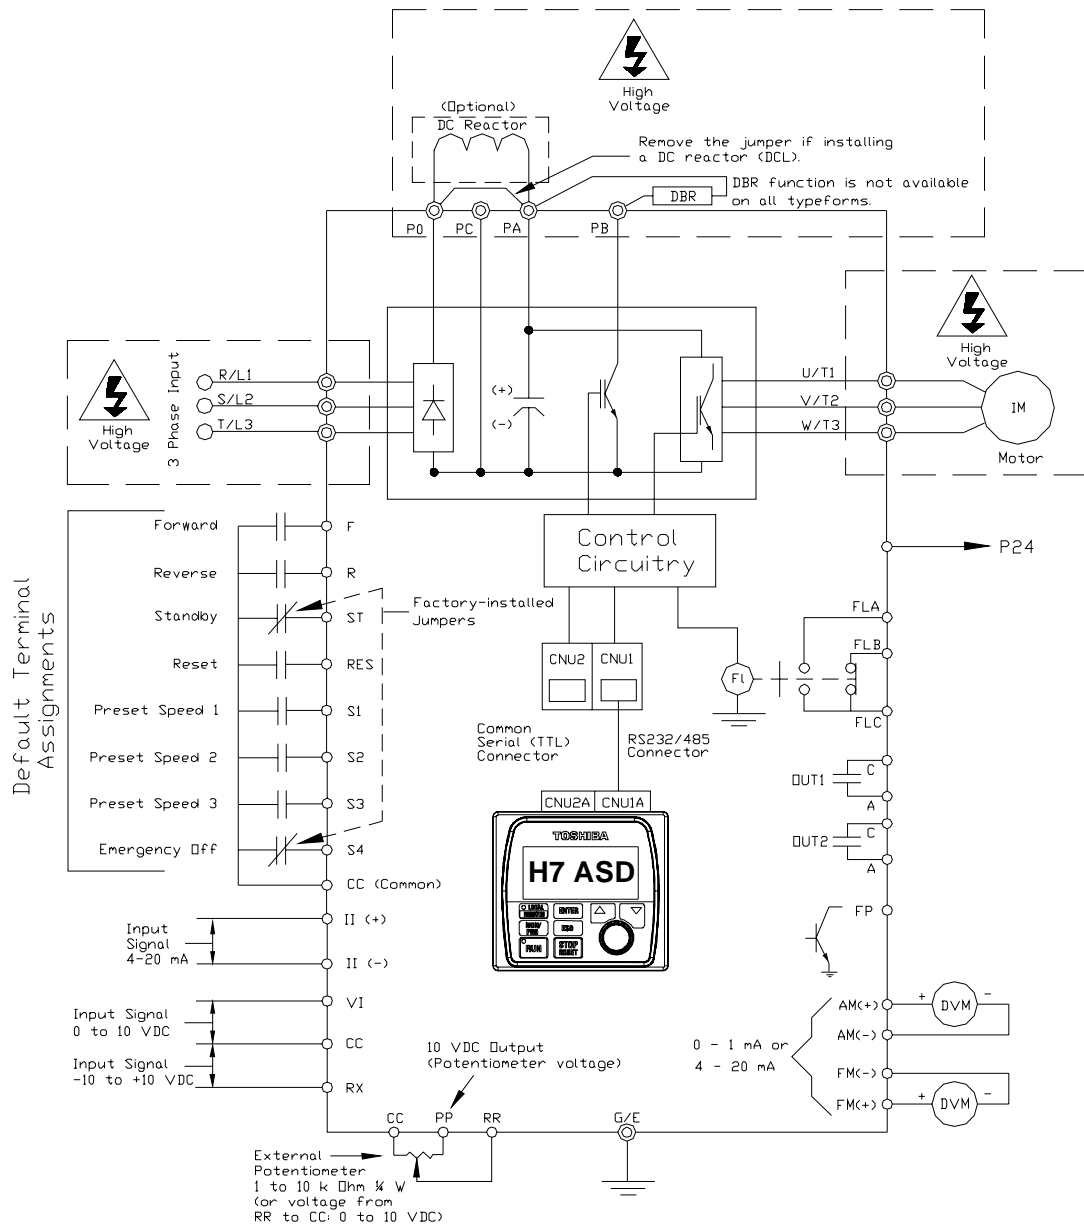 High
Voltage
(Optional)
DC Reactor
Remove the jumper if installing
a DC reactor (DCL).
DBR function is not available
on all typeforms.
DBR
P0
PC
PA
PB
High
Voltage
3 Phase Input
R/L1
S/L2
T/L3
(+)
(-)
High
Voltage
U/T1
V/T2
W/T3
IM
Motor
Default Terminal
Assignments
Forward
F
Reverse
R
Standby
ST
Factory-installed
Jumpers
Reset
RES
Preset Speed 1
S1
Preset Speed 2
S2
Preset Speed 3
S3
Emergency Off
S4
CC (Common)
Control
Circuitry
P24
CNU2
CNU1
Common
Serial (TTL)
Connector
RS232/485
Connector
Fl
FLA
FLB
FLC
CNU2A
CNU1A
TOSHIBA
H7 ASD
LOCAL
REMOTE
ENTER
MON/
PRG
ESC
RUN
STOP
RESET
OUT1
C
A
OUT2
C
A
FP
Input
Signal
4-20 mA
II (+)
II (-)
Input Signal
0 to 10 VDC
VI
CC
Input Signal
-10 to +10 VDC
RX
10 VDC Output
(Potentiometer voltage)
0 - 1 mA or
4 - 20 mA
AM(+)
+
DVM
-
AM(-)
FM(-)
FM(+)
+
DVM
-
CC
PP
RR
G/E
External
Potentiometer
1 to 10 k Ohm ¼ W
(or voltage from
RR to CC: 0 to 10 VDC)